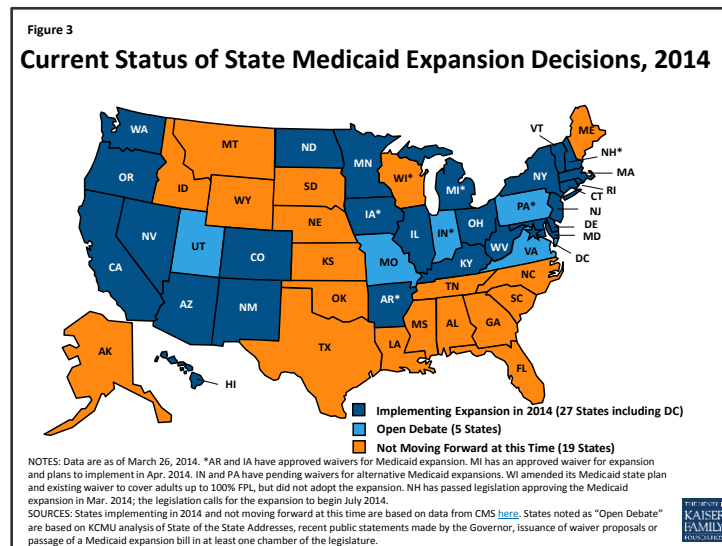 Figure 3
Current Status of State Medicaid Expansion Decisions, 2014
WA
MT
ND
MN
VT
ME
NH*
OR
ID
SD
WI*
MI*
NY
MA
WY
RI
CT
PA*
NJ
IA*
NE
NV
OH
DE
IN*
IL
MD
UT
WV
CO
VA
DC
CA
KS
MO
KY
NC
TN
OK
SC
AZ
NM
AR*
MS
AL
GA
AK
TX
LA
FL
HI
Implementing Expansion in 2014 (27 States including DC)
Open Debate (5 States)
Not Moving Forward at this Time (19 States)
NOTES: Data are as of March 26, 2014. *AR and IA have approved waivers for Medicaid expansion. MI has an approved waiver for expansion
and plans to implement in Apr. 2014. IN and PA have pending waivers for alternative Medicaid expansions. WI amended its Medicaid state plan
and existing waiver to cover adults up to 100% FPL, but did not adopt the expansion. NH has passed legislation approving the Medicaid
expansion in Mar. 2014; the legislation calls for the expansion to begin July 2014.
SOURCES: States implementing in 2014 and not moving forward at this time are based on data from CMS here. States noted as “Open Debate”
are based on KCMU analysis of State of the State Addresses, recent public statements made by the Governor, issuance of waiver proposals or
passage of a Medicaid expansion bill in at least one chamber of the legislature.
THE HENRY J.
KAISER
FAMILY
FOUNDATION